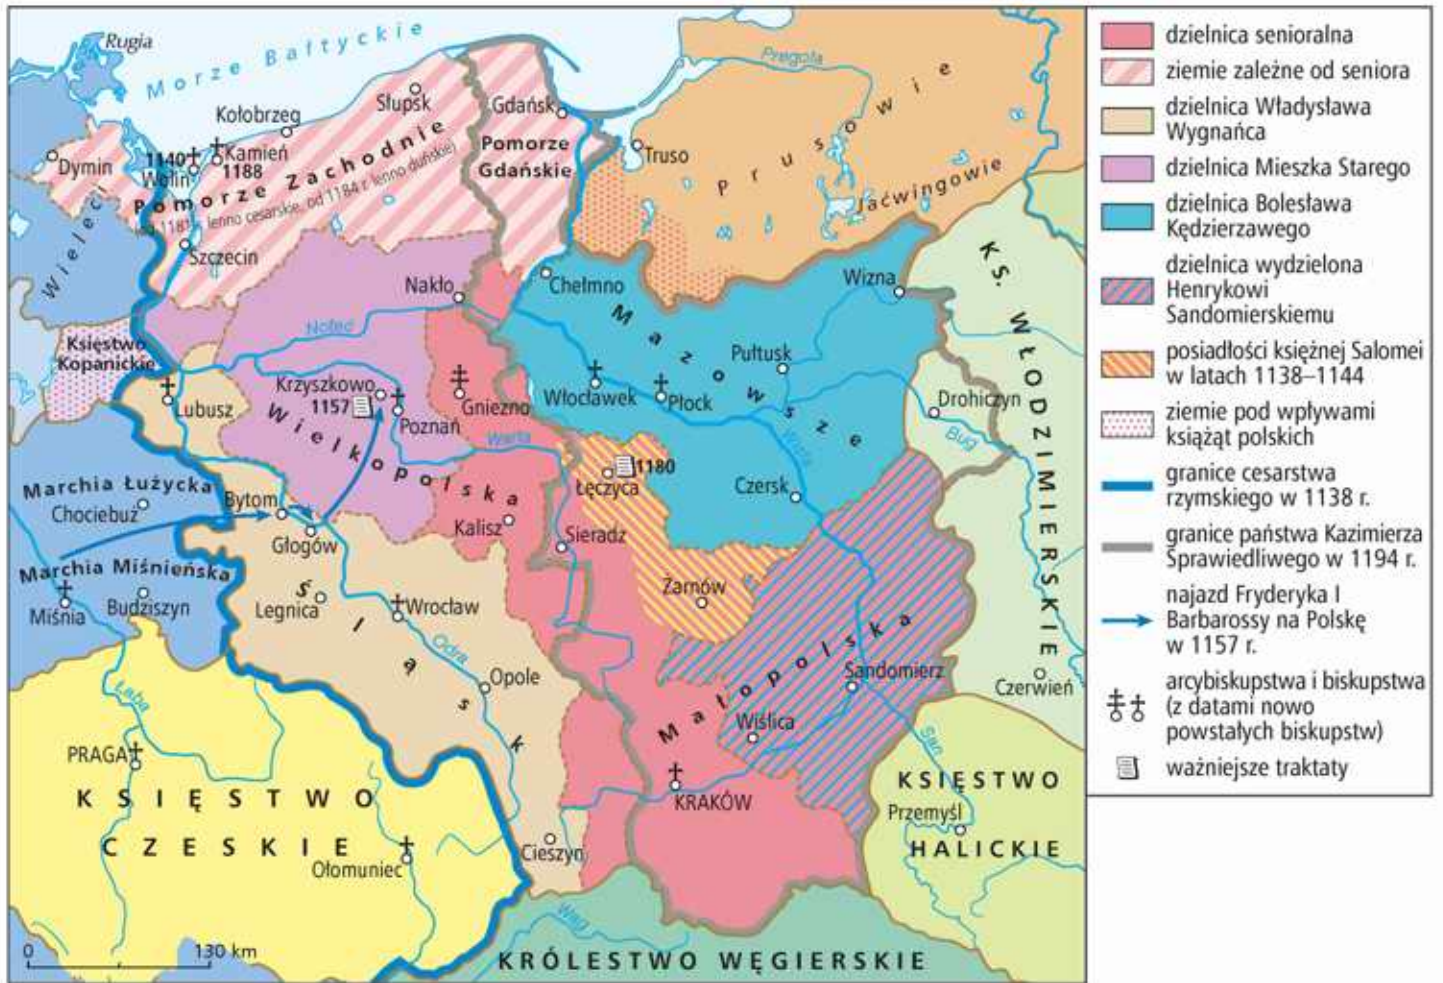 Rugia
Morze Bałtyckie
Pregoła
Słupsk
Gdańsk
Kołobrzeg
Pomorze
Gdańskie
Prusowie
Truso
Dymin
1140
Kamień
1188
Wolin
Pomorze Zachodnie
lenno cesarskie, od 1184 r. lenno duńskie)
Jaćwingowie
Wieleci
Szczecin
Nakło
Chełmno
Wizna
KS. WŁODZIMIERSKIE
Księstwo
Kopanickie
Noteć
Mazowsze
Pułtusk
Krzyszkowo
1157
Lubusz
Gniezno
Włocławek
Płock
Drohiczyn
Poznań
Wielkopolska
Warta
Wisła
Bug
1180
Łęczyca
Marchia Łużycka
Chociebuż
Bytom
Czersk
Głogów
Kalisz
Sieradz
Marchia Miśnieńska
Miśnia
Budziszyn
Legnica
Śląsk
Wrocław
Odra
Żarnów
Małopolska
Sandomierz
Czerwień
Opole
Łaba
Wiślica
San
PRAGA
KRAKÓW
KSIĘSTWO
CZESKIE
KSIĘSTWO
Przemyśl
HALICKIE
Ołomuniec
Cieszyn
Wag
0 130 km
KRÓLESTWO WĘGIERSKIE
dzielnica senioralna
ziemie zależne od seniora
dzielnica Władysława
Wygnańca
dzielnica Mieszka Starego
dzielnica Bolesława
Kędzierzawego
dzielnica wydzielona
Henrykowi
Sandomierskiemu
posiadłości księżnej Salomei
w latach 1138–1144
ziemie pod wpływami
książąt polskich
granice cesarstwa
rzymskiego w 1138 r.
granice państwa Kazimierza
Sprawiedliwego w 1194 r.
najazd Fryderyka I
Barbarossy na Polskę
w 1157 r.
arcybiskupstwa i biskupstwa
(z datami nowo
powstałych biskupstw)
ważniejsze traktaty